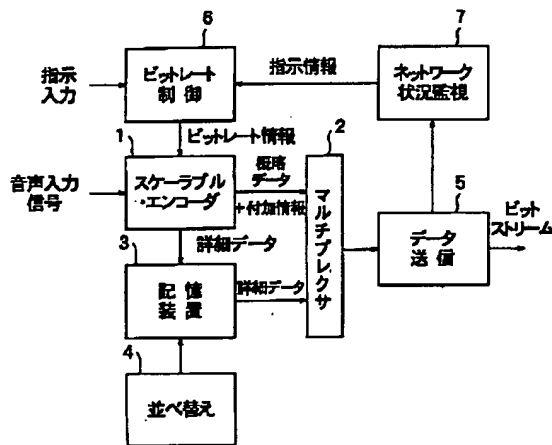 6
7
指示
入力
ビットレート
制御
指示情報
ネットワーク
状況監視
ビットレート情報
1
2
音声入力
信号
スケーラブル
・エンコーダ
概略
データ
+付加情報
マルチプレクサ
5
データ
送信
ビット
ストリーム
詳細データ
3
記憶
装置
詳細データ
4
並べ替え